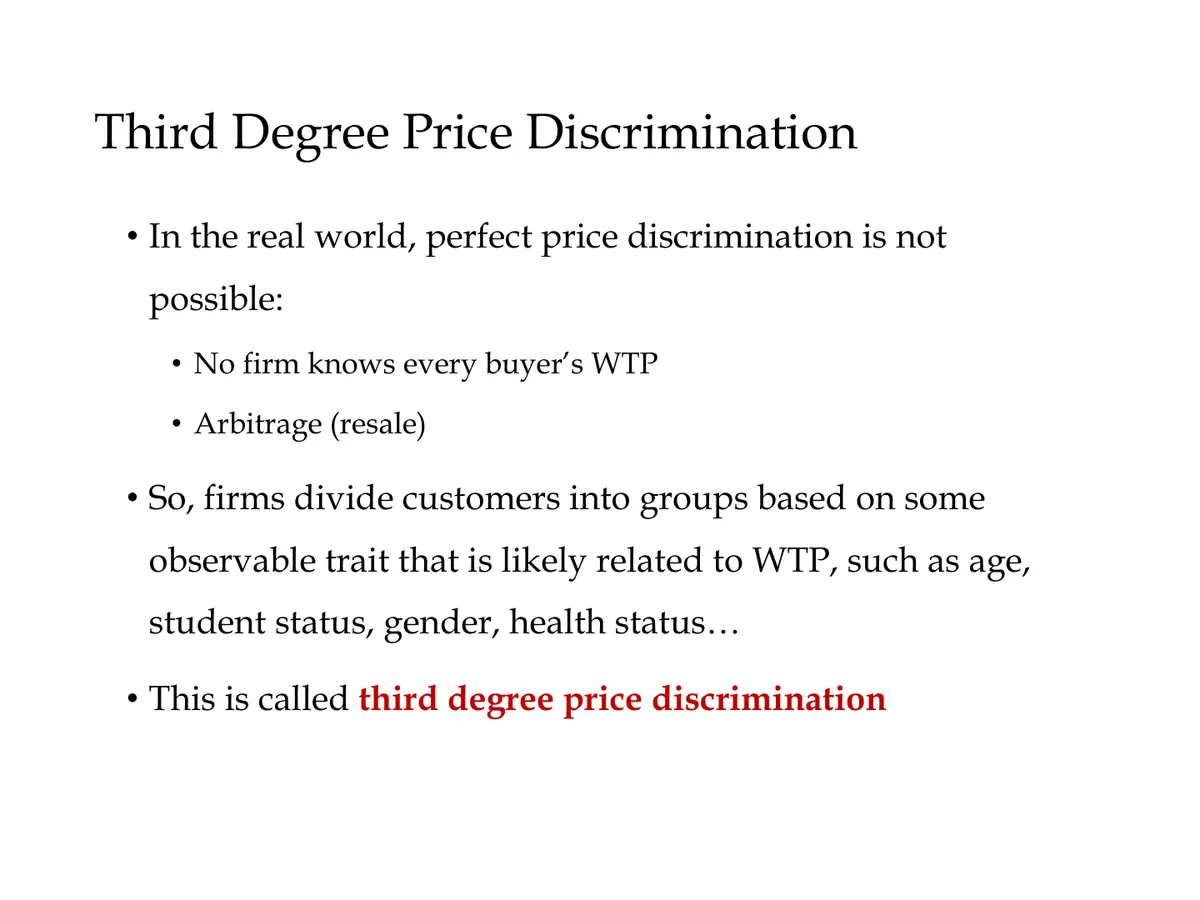 Third Degree Price Discrimination
• In the real world, perfect price discrimination is not
possible:
• No firm knows every buyer’s WTP
• Arbitrage (resale)
• So, firms divide customers into groups based on some
observable trait that is likely related to WTP, such as age,
student status, gender, health status…
• This is called third degree price discrimination